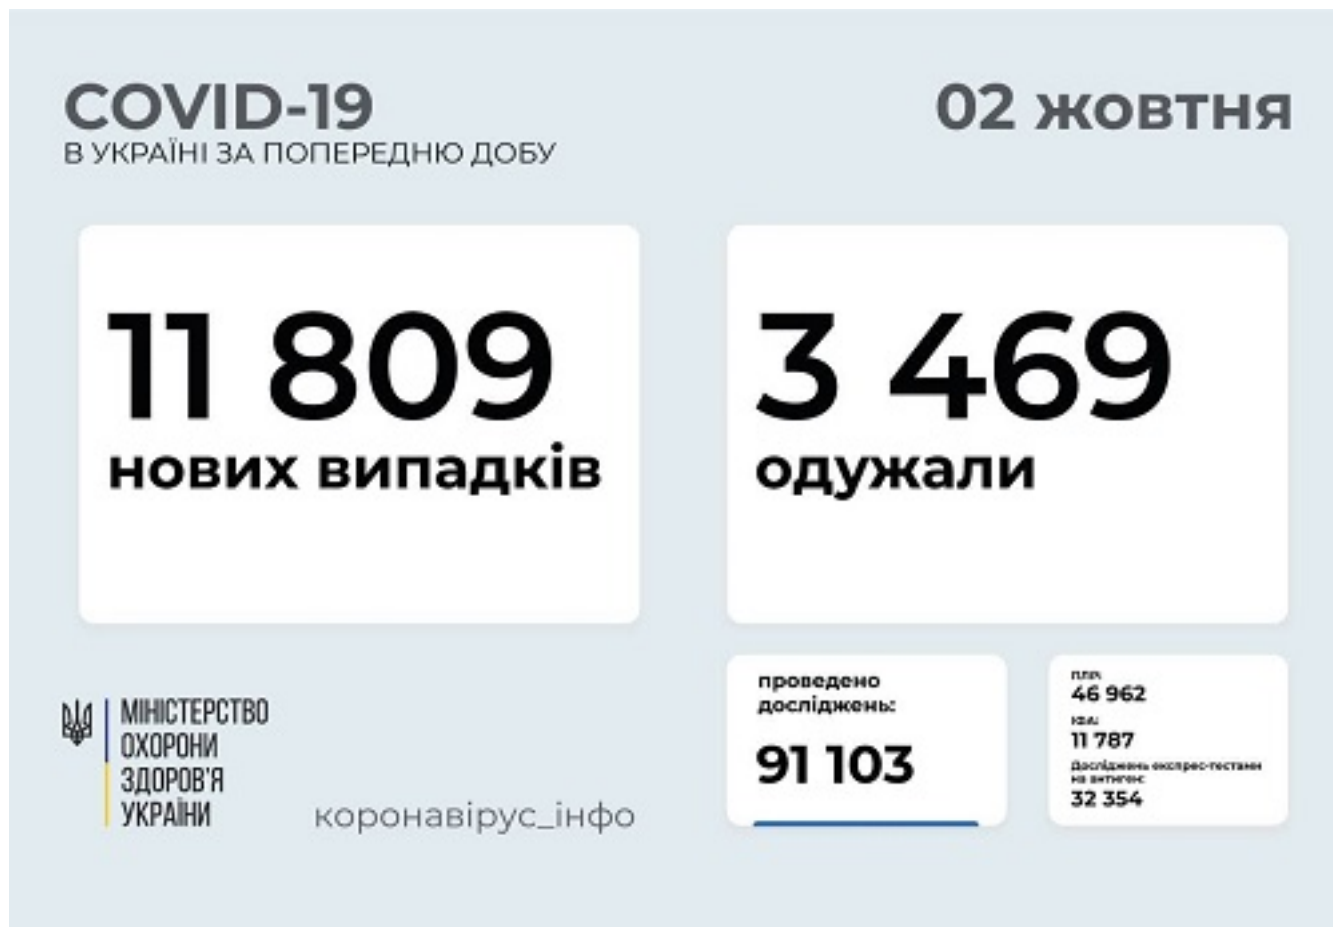 COVID-19
В УКРАЇНІ ЗА ПОПЕРЕДНЮ ДОБУ
02 жовтня
11 809
нових випадків
3 469
одужали
МІНІСТЕРСТВО
ОХОРОНИ
ЗДОРОВ'Я
УКРАЇНИ
коронавірус_інфо
проведено
досліджень:
91 103
ПЛР:
46 962
ІФА:
11 787
Досліджень експрес-тестами
на антиген:
32 354